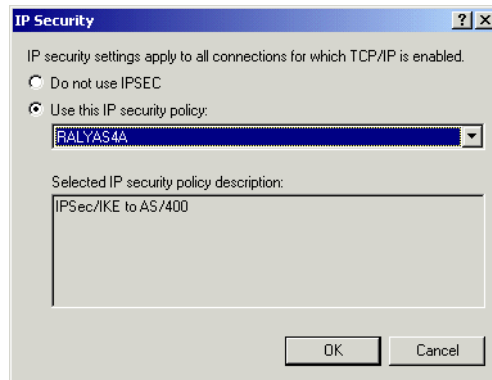 IP Security
IP security settings apply to all connections for which TCP/IP is enabled.
Do not use IPSEC
Use this IP security policy:
RALYAS4A
Selected IP security policy description:
IPSec/IKE to AS/400
OK Cancel